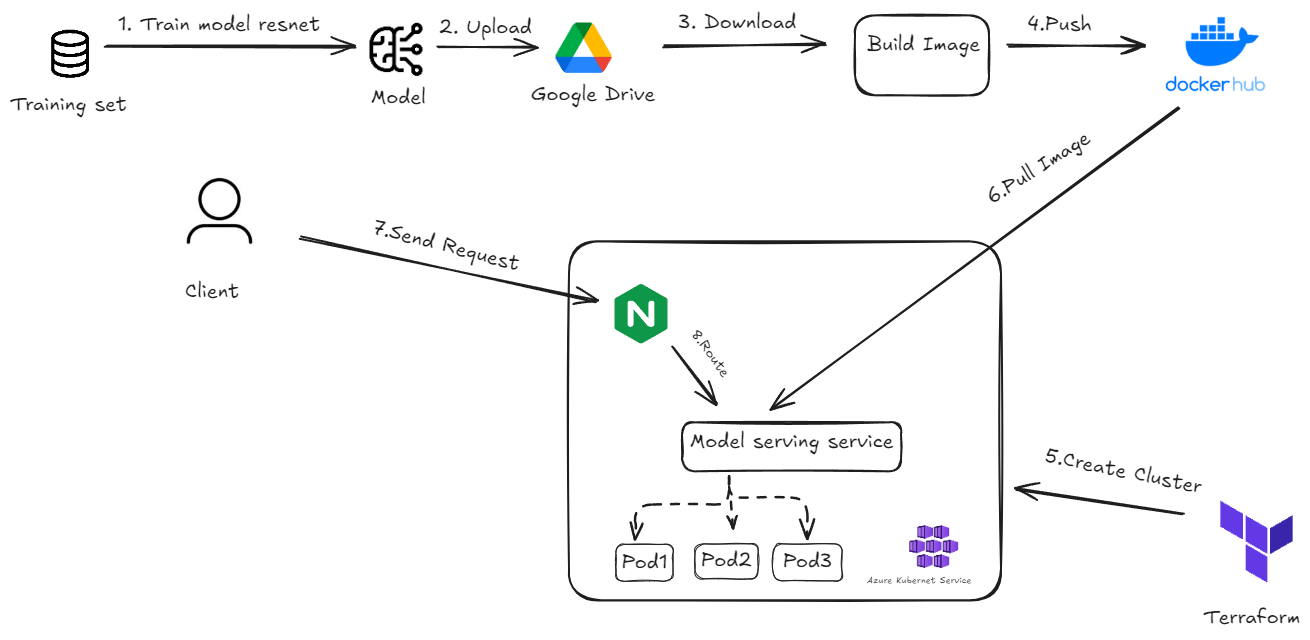 1. Train model resnet
2. Upload
3. Download
4.Push
Build Image
Training set
Model
Google Drive
docker hub
6.Pull Image
7.Send Request
Client
N
8.Route
Model serving service
5.Create Cluster
Pod1
Pod2
Pod3
Azure Kubernet Service
Terraform